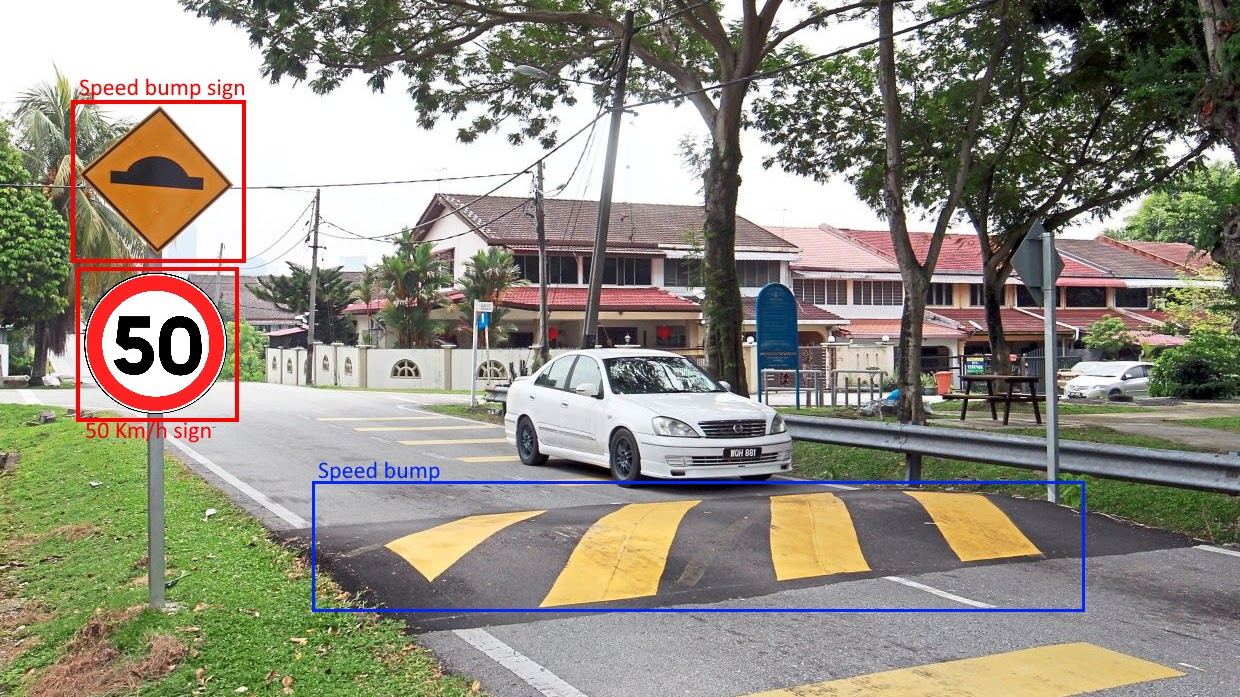 Speed bump sign
50
50 Km/h sign
Speed bump
WQH 881